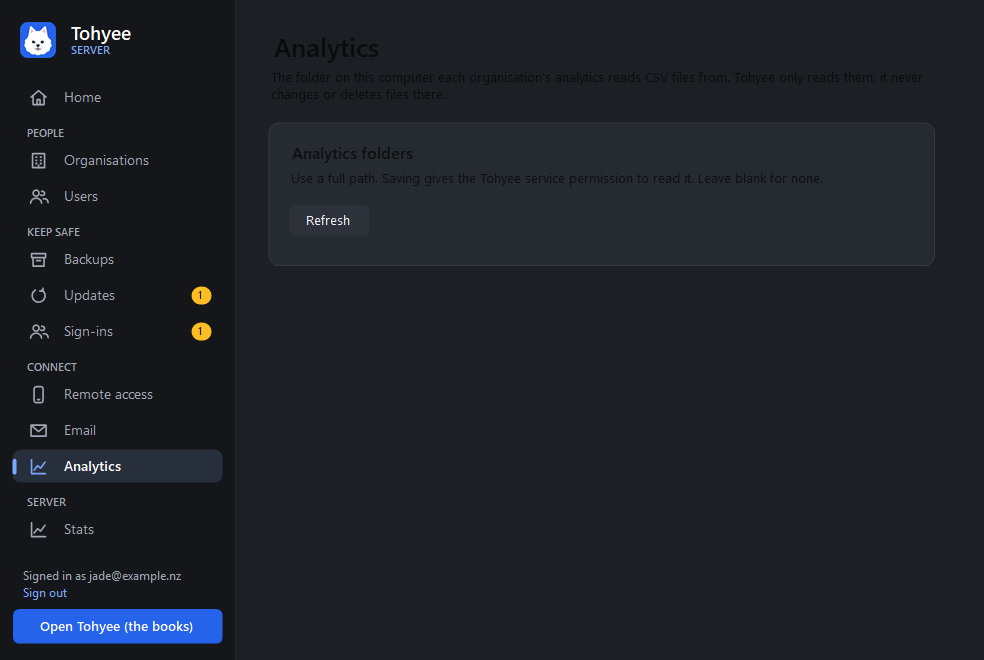 Tohyee
SERVER
Home
PEOPLE
Organisations
Users
KEEP SAFE
Backups
Updates 1
Sign-ins 1
CONNECT
Remote access
Email
Analytics
SERVER
Stats
Signed in as jade@example.nz
Sign out
Open Tohyee (the books)
Analytics
The folder on this computer each organisation's analytics reads CSV files from. Tohyee only reads them; it never
changes or deletes files there.
Analytics folders
Use a full path. Saving gives the Tohyee service permission to read it. Leave blank for none.
Refresh